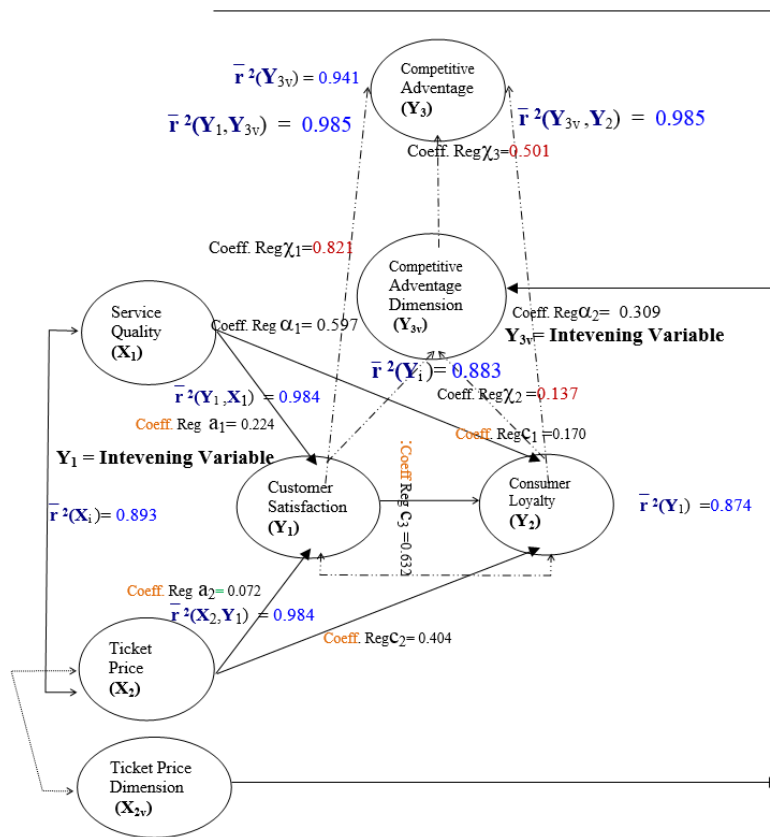 Competitive
Adventage
(Y3)
r̅ ²(Y3v) = 0.941
r̅ ²(Y1,Y3v) = 0.985
r̅ ²(Y3v ,Y2) = 0.985
Coeff. Regχ3=0.501
Coeff. Regχ1=0.821
Competitive
Advantage
Dimension
(Y3v)
Service
Quality
(X1)
Coeff. Reg α1= 0.597
Coeff. Regα2= 0.309
Y3v= Intevening Variable
r̅ ²(Yi)= 0.883
r̅ ²(Y1 ,X1) = 0.984
Coeff. Regχ2=0.137
Coeff. Reg a1= 0.224
Coeff. Regc1=0.170
Y1 = Intevening Variable
:Coeff Reg c3=0.632
Customer
Satisfaction
(Y1)
Consumer
Loyalty
(Y2)
r̅ ²(Xi)= 0.893
r̅ ²(Y1) =0.874
Coeff. Reg a2= 0.072
r̅ ²(X2,Y1) = 0.984
Coeff. Regc2= 0.404
Ticket
Price
(X2)
Ticket Price
Dimension
(X2v)